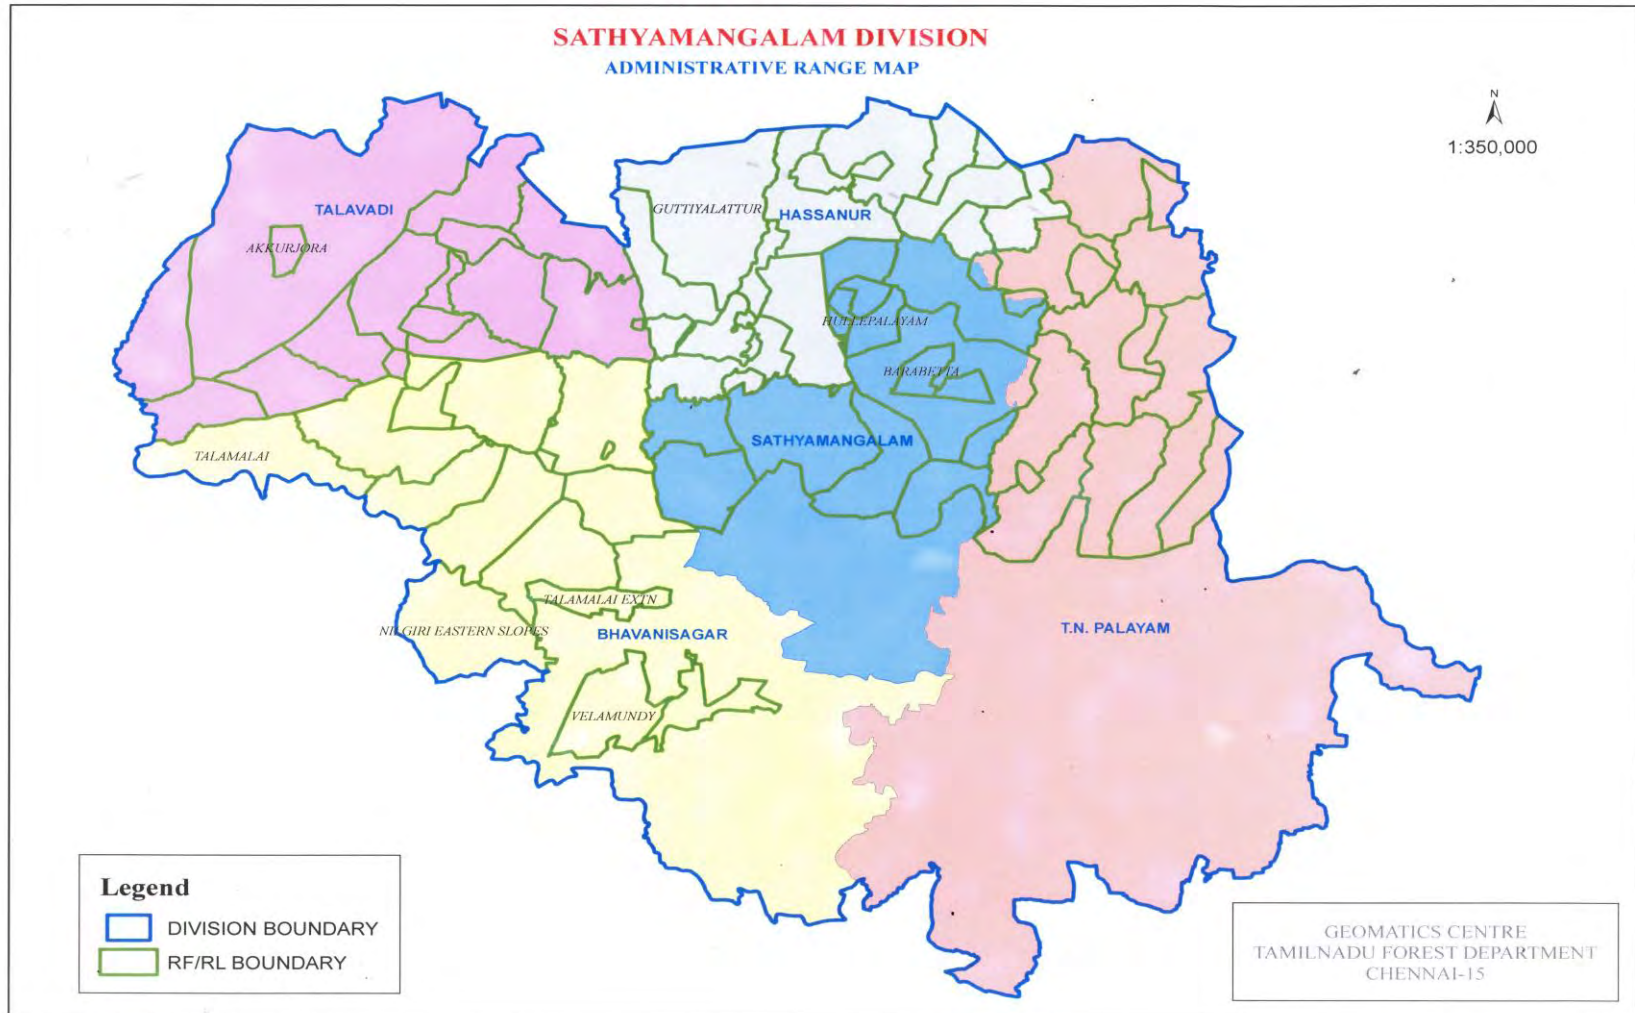 SATHYAMANGALAM DIVISION
ADMINISTRATIVE RANGE MAP
N
1:350,000
TALAVADI
GUTTIYALATTUR
HASSANUR
AKKURJORA
HULLEPALAYAM
BARABETTA
SATHYAMANGALAM
TALAMALAI
TALAMALAI EXTN
NILGIRI EASTERN SLOPES
BHAVANISAGAR
T.N. PALAYAM
VELAMUNDY
Legend
DIVISION BOUNDARY
RF/RL BOUNDARY
GEOMATICS CENTRE
TAMILNADU FOREST DEPARTMENT
CHENNAI-15